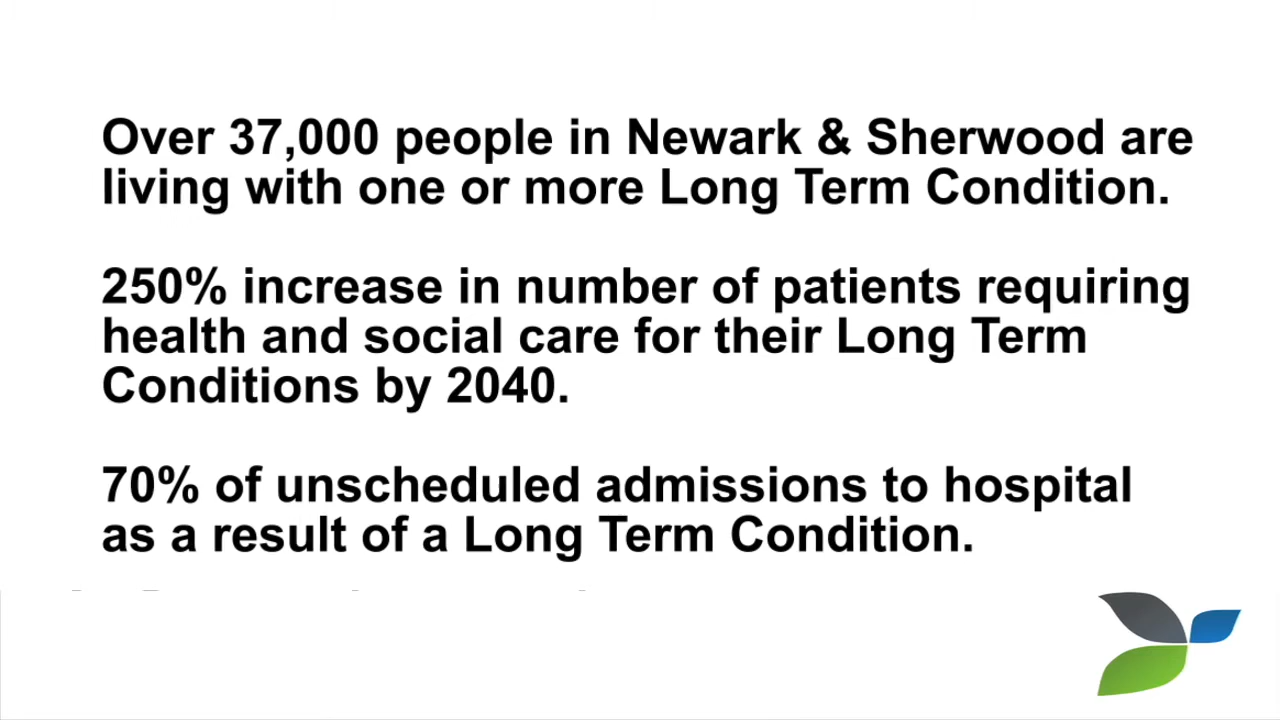 Over 37,000 people in Newark & Sherwood are
living with one or more Long Term Condition.
250% increase in number of patients requiring
health and social care for their Long Term
Conditions by 2040.
70% of unscheduled admissions to hospital
as a result of a Long Term Condition.